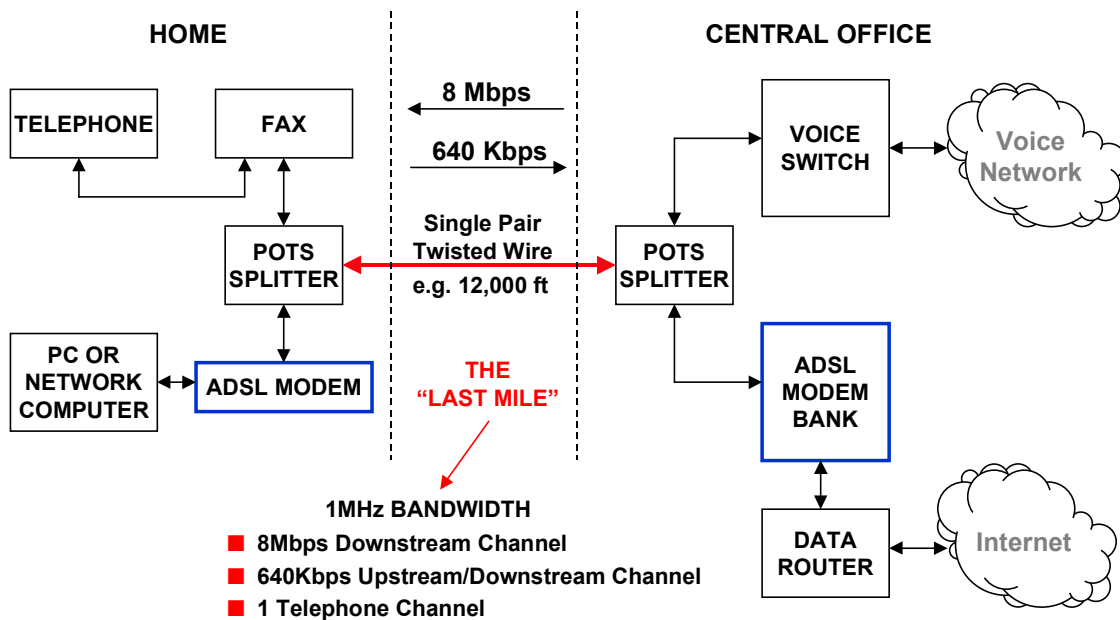 HOME
CENTRAL OFFICE
TELEPHONE
FAX
8 Mbps
640 Kbps
VOICE
SWITCH
Voice
Network
POTS
SPLITTER
Single Pair
Twisted Wire
e.g. 12,000 ft
POTS
SPLITTER
PC OR
NETWORK
COMPUTER
ADSL MODEM
THE
“LAST MILE”
ADSL
MODEM
BANK
1MHz BANDWIDTH
8Mbps Downstream Channel
640Kbps Upstream/Downstream Channel
1 Telephone Channel
DATA
ROUTER
Internet